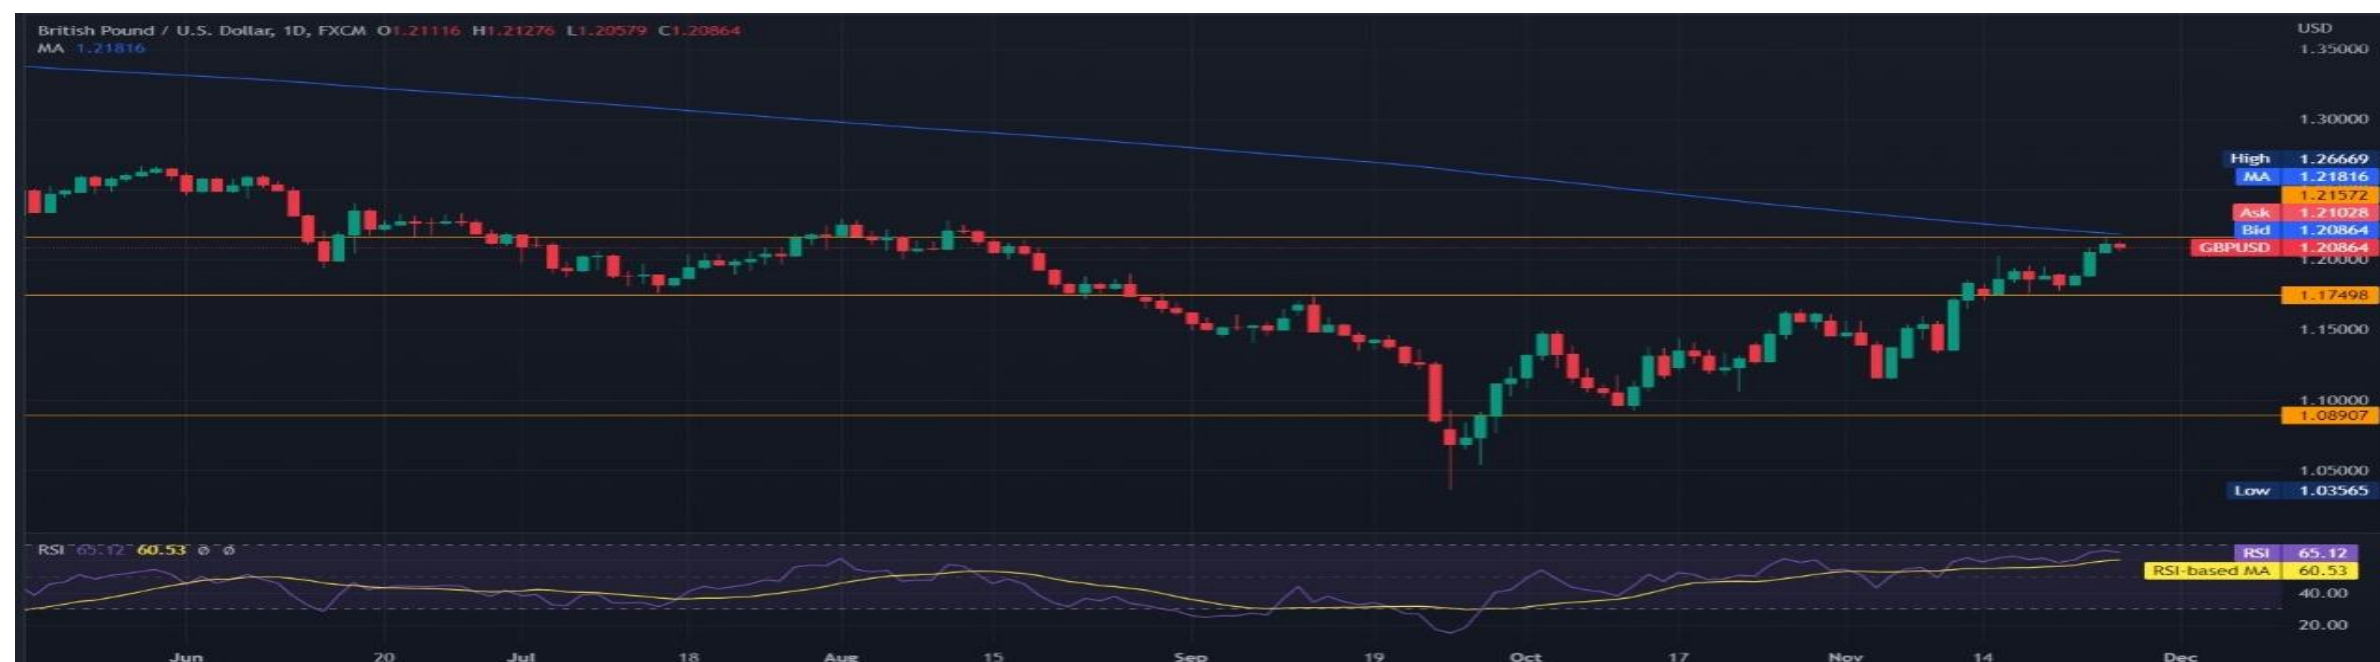 British Pound / U.S. Dollar, 1D, FXCM O1.21116 H1.21276 L1.20579 C1.20864
MA 1.21816
USD
1.35000
1.30000
High 1.26669
MA 1.21816
1.21572
Ask 1.21028
Bid 1.20864
GBPUSD 1.20864
1.20000
1.17498
1.15000
1.10000
1.08907
1.05000
Low 1.03565
RSI 65.12 60.53 ø ø
RSI 65.12
RSI-based MA 60.53
40.00
20.00
Jun 20 Jul 18 Aug 15 Sep 19 Oct 17 Nov 14 Dec